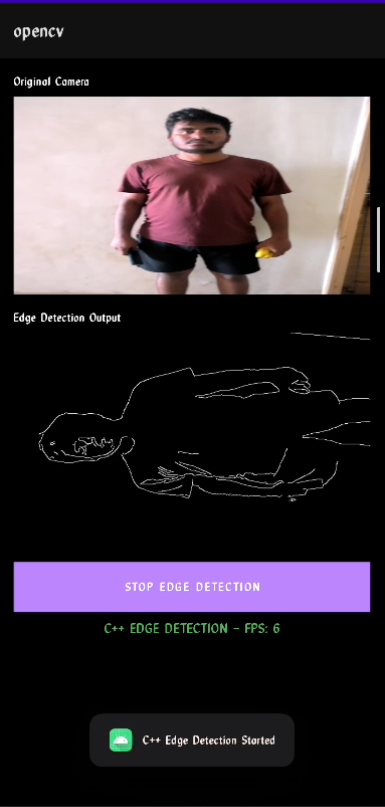 opencv
Original Camera
Edge Detection Output
STOP EDGE DETECTION
C++ EDGE DETECTION - FPS: 6
C++ Edge Detection Started